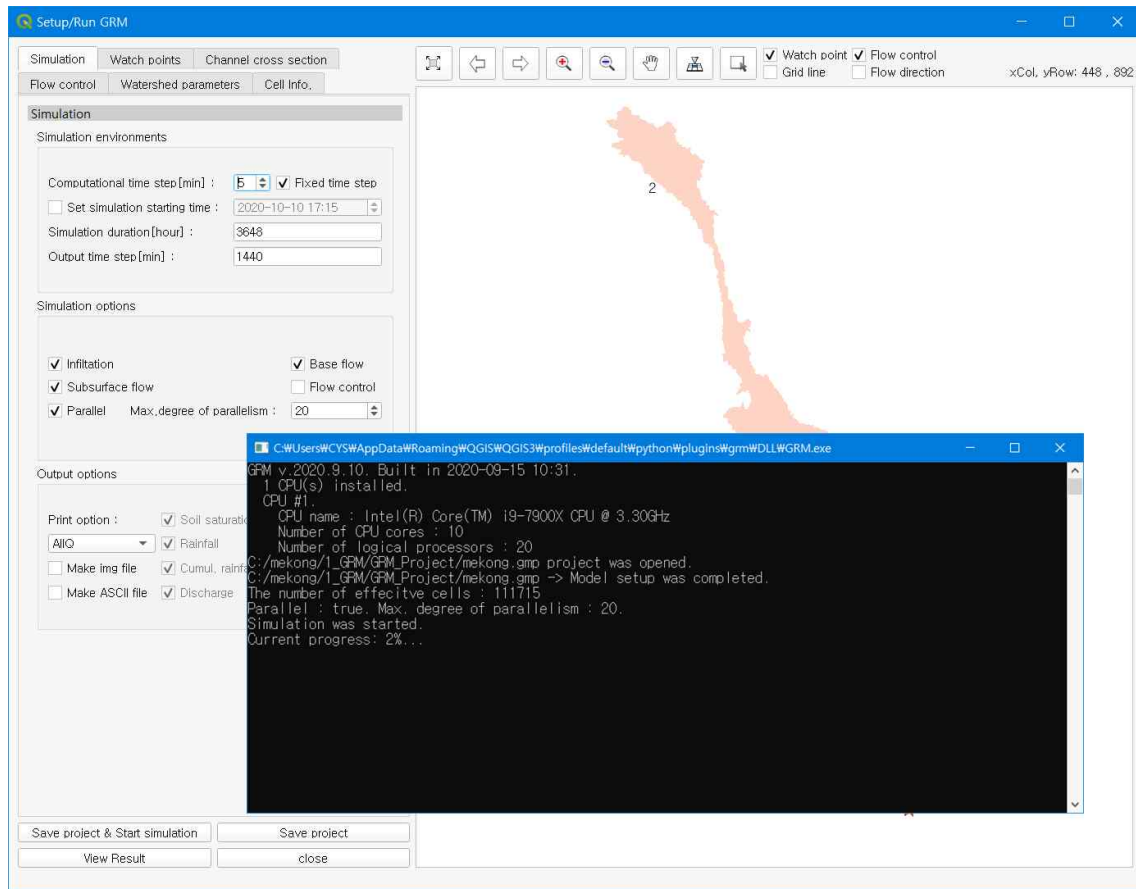 Setup/Run GRM
Simulation Watch points Channel cross section
Flow control Watershed parameters Cell Info,
Watch point Flow control
Grid line Flow direction
xCol, yRow: 448 , 892
Simulation
Simulation environments
Computational time step[min] : 5 Fixed time step
Set simulation starting time : 2020-10-10 17:15
Simulation duration[hour] : 3648
Output time step[min] : 1440
Simulation options
Infiltation Base flow
Subsurface flow Flow control
Parallel Max,degree of parallelism : 20
Output options
Print option : Soil
AllQ Rainfall
Make img file Cumul,
Make ASCII file Discharge
Save project & Start simulation Save project
View Result close
2
C:₩Users₩CYS₩AppData₩Roaming₩QGIS₩QGIS3₩profiles₩default₩python₩plugins₩grm₩DLL₩GRM.exe
GRM v.2020.9.10. Built in 2020-09-15 10:31.
1 CPU(s) installed.
CPU #1.
CPU name : Intel(R) Core(TM) i9-7900X CPU @ 3.30GHz
Number of CPU cores : 10
Number of logical processors : 20
C:/mekong/1_GRM/GRM_Project/mekong.gmp project was opened.
C:/mekong/1_GRM/GRM_Project/mekong.gmp -> Model setup was completed.
The number of effecitve cells : 111715
Parallel : true. Max. degree of parallelism : 20.
Simulation was started.
Current progress: 2%...